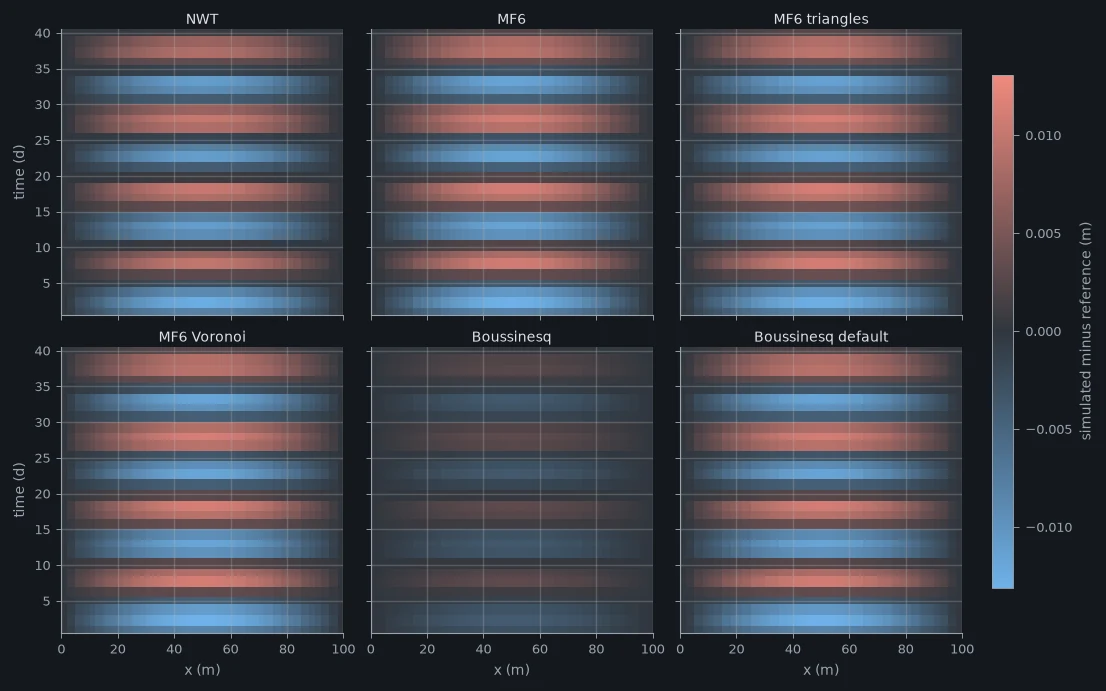 NWT
MF6
MF6 triangles
40
35
30
25
20
15
10
5
time (d)
MF6 Voronoi
Boussinesq
Boussinesq default
40
35
30
25
20
15
10
5
time (d)
0 20 40 60 80 100
0 20 40 60 80 100
0 20 40 60 80 100
x (m)
x (m)
x (m)
0.010
0.005
0.000
−0.005
−0.010
simulated minus reference (m)